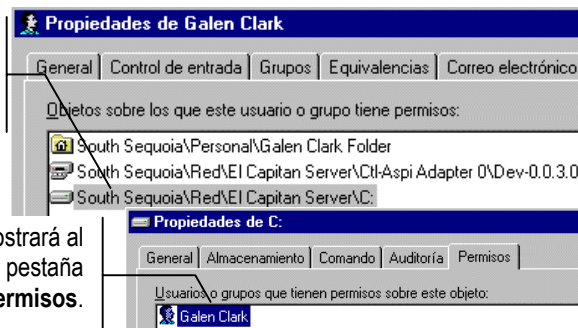 Propiedades de Galen Clark
General Control de entrada Grupos Equivalencias Correo electrónico
Objetos sobre los que este usuario o grupo tiene permisos:
South Sequoia\Personal\Galen Clark Folder
South Sequoia\Red\El Capitan Server\Ctl-Aspi Adapter 0\Dev-0.0.3.0
South Sequoia\Red\El Capitan Server\C:
ostrará al
pestaña
ermisos.
Propiedades de C:
General Almacenamiento Comando Auditoría Permisos
Usuarios o grupos que tienen permisos sobre este objeto:
Galen Clark